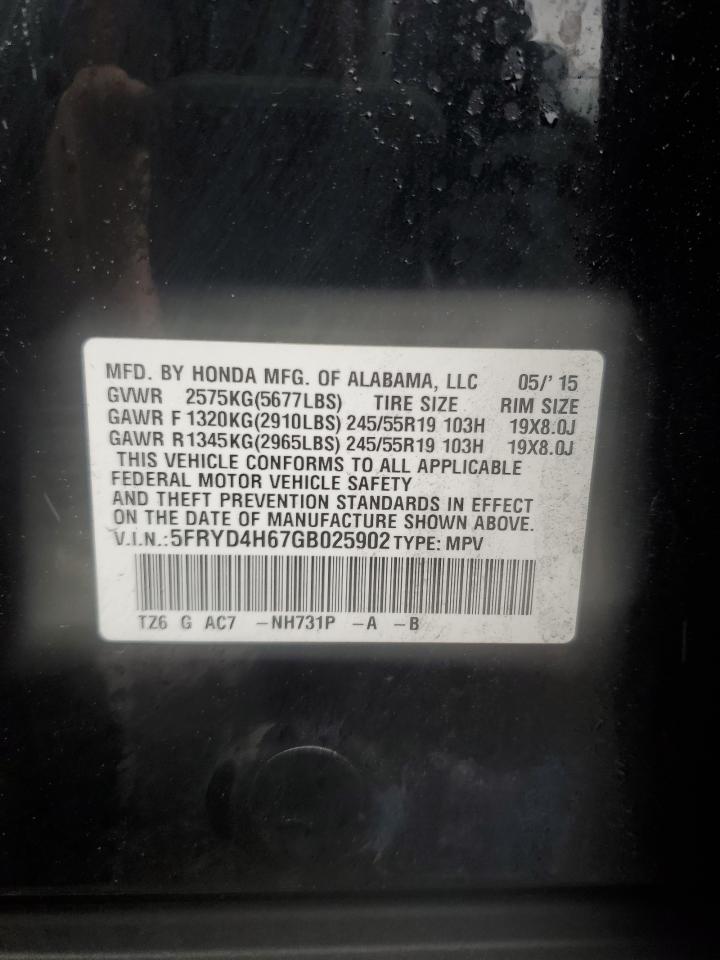 MFD. BY HONDA MFG. OF ALABAMA, LLC 05/' 15
GVWR 2575KG(5677LBS) TIRE SIZE RIM SIZE
GAWR F 1320KG(2910LBS) 245/55R19 103H 19X8.0J
GAWR R1345KG(2965LBS) 245/55R19 103H 19X8.0J
THIS VEHICLE CONFORMS TO ALL APPLICABLE
FEDERAL MOTOR VEHICLE SAFETY
AND THEFT PREVENTION STANDARDS IN EFFECT
ON THE DATE OF MANUFACTURE SHOWN ABOVE.
V.I.N.:5FRYD4H67GB025902 TYPE: MPV
TZ6 G AC7 -NH731P -A -B